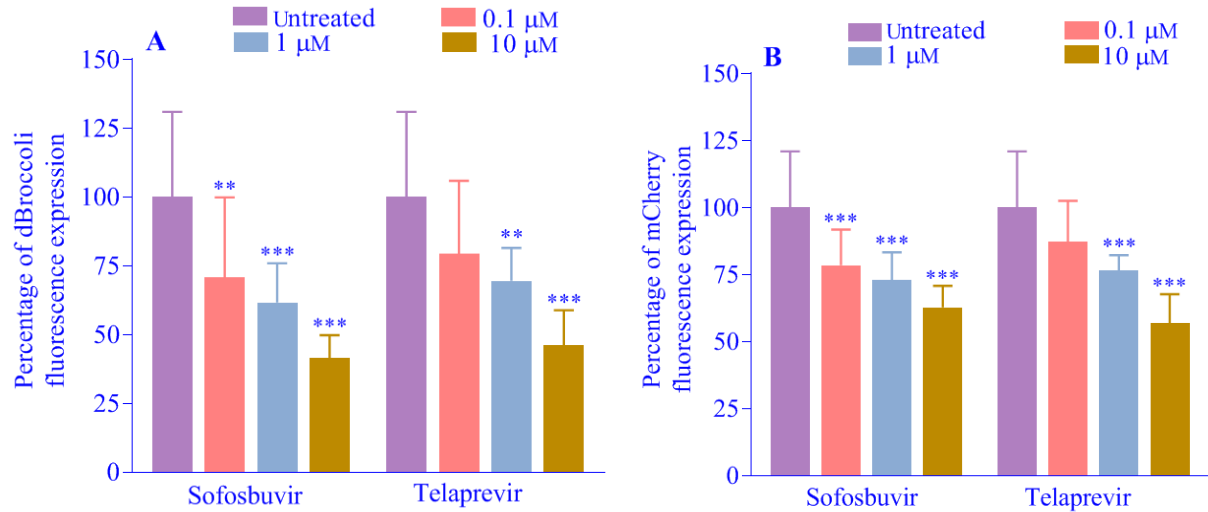 A
Untreated
0.1 µM
1 µM
10 µM
Percentage of dBroccoli
fluorescence expression
150
125
100
75
50
25
0
**
***
***
**
***
Sofosbuvir
Telaprevir
B
Untreated
0.1 µM
1 µM
10 µM
Percentage of mCherry
fluorescence expression
150
125
100
75
50
25
0
***
***
***
***
***
Sofosbuvir
Telaprevir